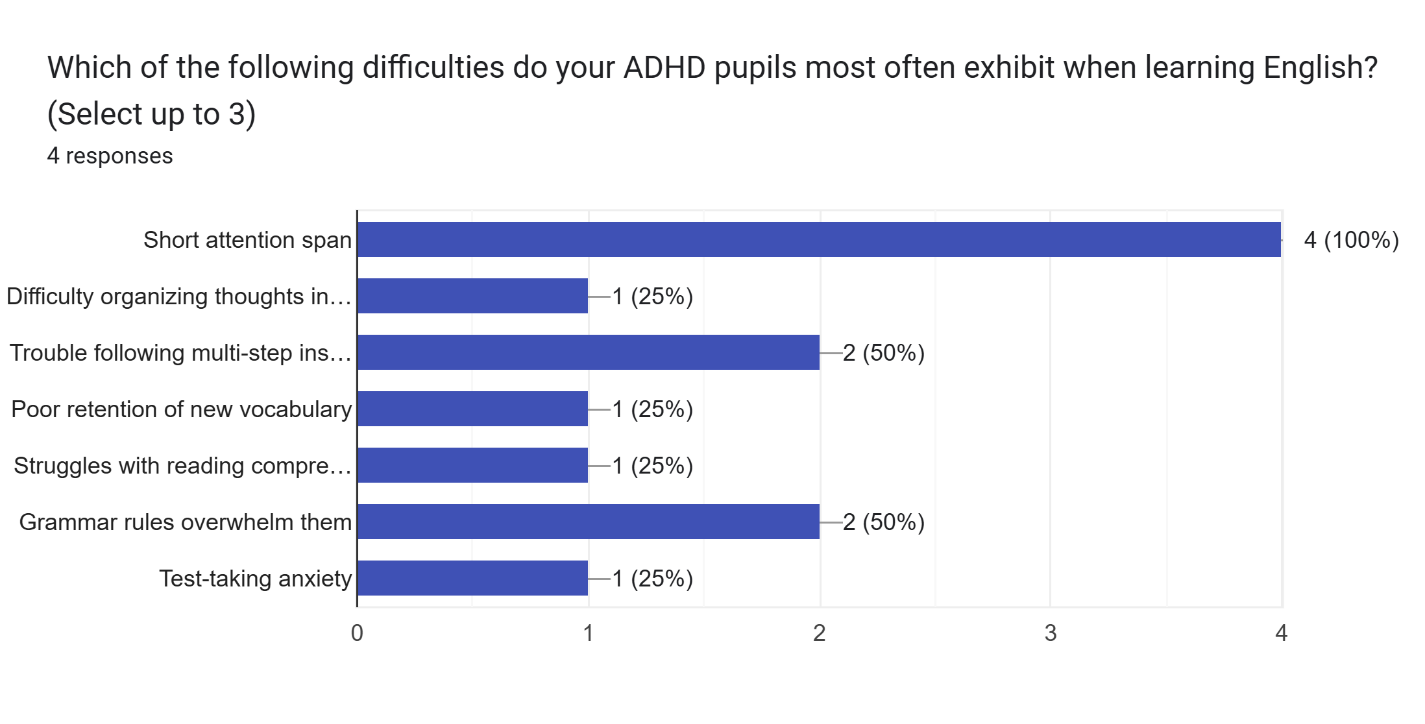 Which of the following difficulties do your ADHD pupils most often exhibit when learning English?
(Select up to 3)
4 responses
Short attention span
4 (100%)
Difficulty organizing thoughts in…
1 (25%)
Trouble following multi-step ins…
2 (50%)
Poor retention of new vocabulary
1 (25%)
Struggles with reading compre…
1 (25%)
Grammar rules overwhelm them
2 (50%)
Test-taking anxiety
1 (25%)
0 1 2 3 4